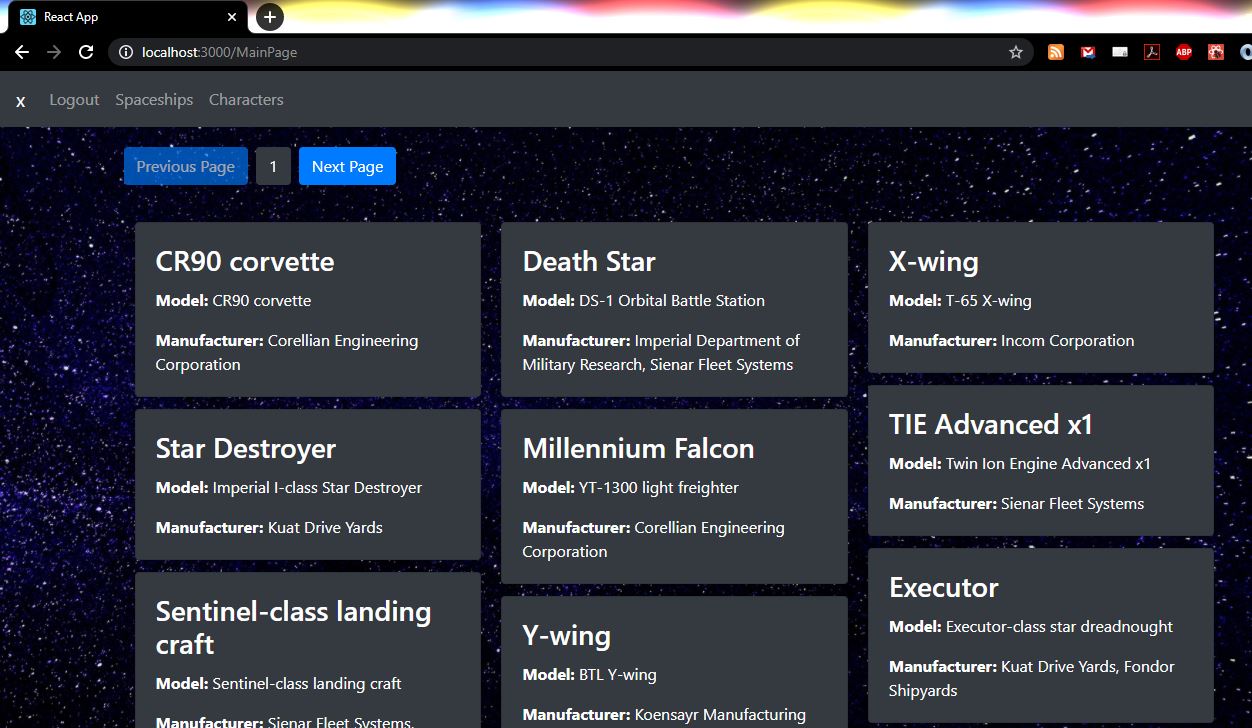 React App
localhost:3000/MainPage
ABP
x Logout Spaceships Characters
Previous Page 1 Next Page
CR90 corvette
Model: CR90 corvette
Manufacturer: Corellian Engineering
Corporation
Death Star
Model: DS-1 Orbital Battle Station
Manufacturer: Imperial Department of
Military Research, Sienar Fleet Systems
X-wing
Model: T-65 X-wing
Manufacturer: Incom Corporation
Star Destroyer
Model: Imperial I-class Star Destroyer
Manufacturer: Kuat Drive Yards
Millennium Falcon
Model: YT-1300 light freighter
Manufacturer: Corellian Engineering
Corporation
TIE Advanced x1
Model: Twin Ion Engine Advanced x1
Manufacturer: Sienar Fleet Systems
Sentinel-class landing
craft
Model: Sentinel-class landing craft
Manufacturer: Sienar Fleet Systems,
Y-wing
Model: BTL Y-wing
Manufacturer: Koensayr Manufacturing
Executor
Model: Executor-class star dreadnought
Manufacturer: Kuat Drive Yards, Fondor
Shipyards